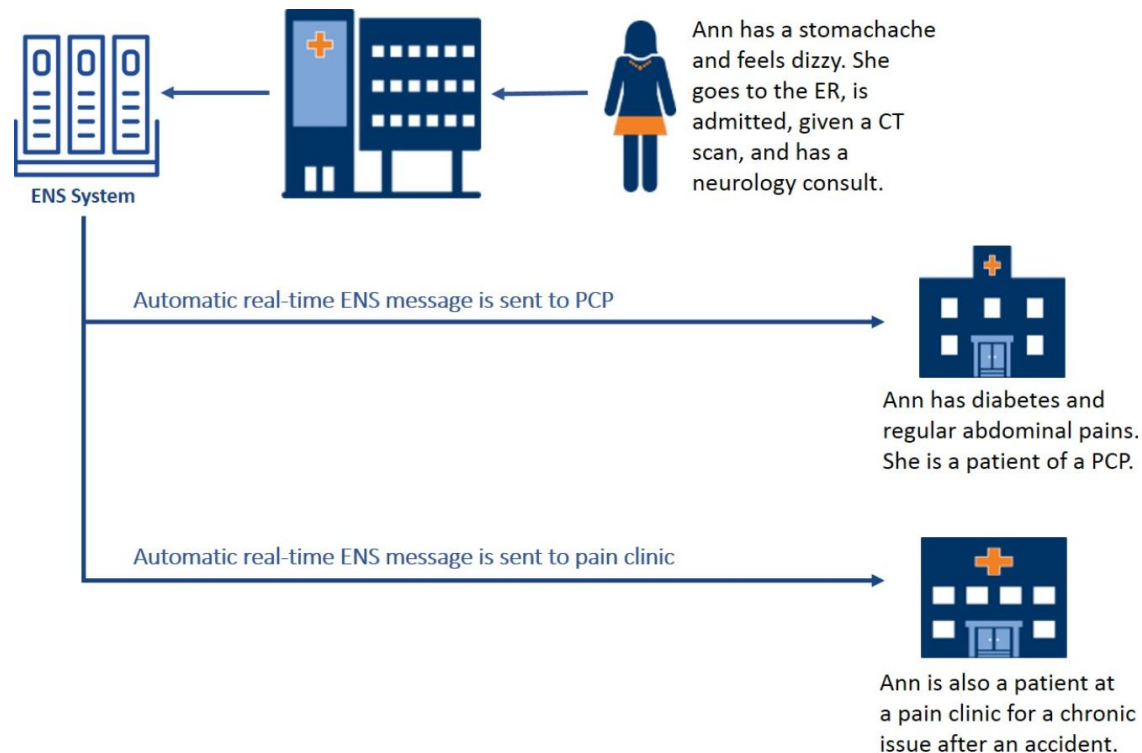 Ann has a stomachache
and feels dizzy. She
goes to the ER, is
admitted, given a CT
scan, and has a
neurology consult.
ENS System
Automatic real-time ENS message is sent to PCP
Ann has diabetes and
regular abdominal pains.
She is a patient of a PCP.
Automatic real-time ENS message is sent to pain clinic
Ann is also a patient at
a pain clinic for a chronic
issue after an accident.